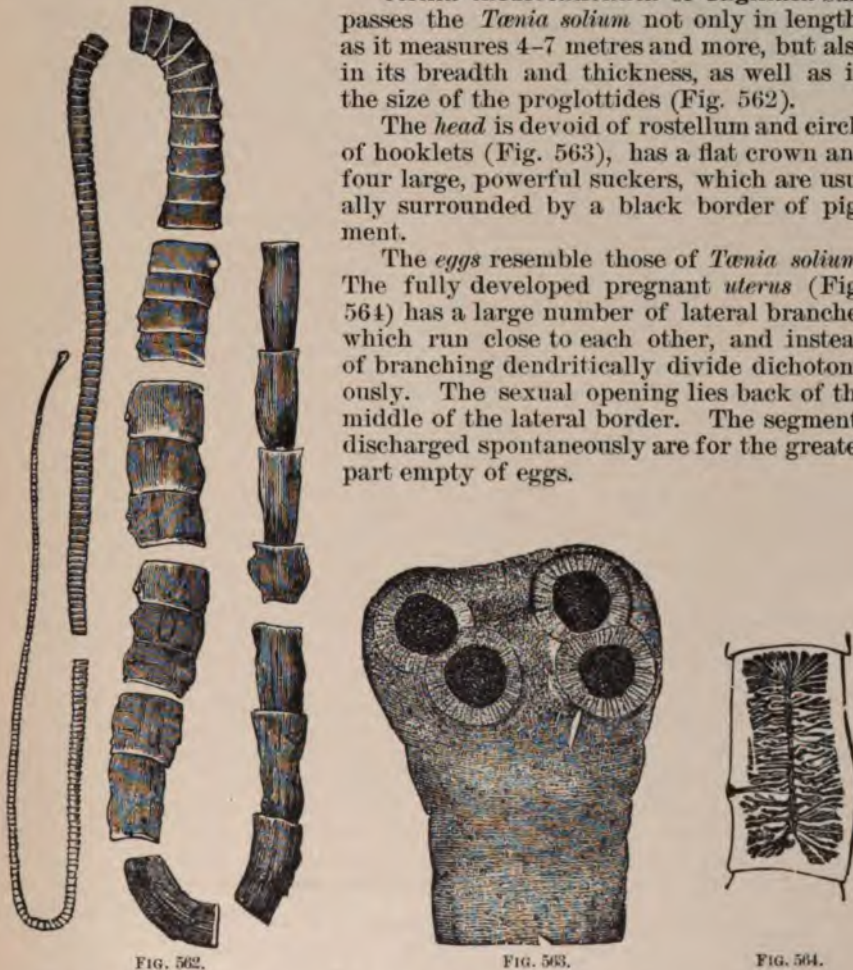 passes the Tænia solium not only in length
as it measures 4–7 metres and more, but als
in its breadth and thickness, as well as i
the size of the proglottides (Fig. 562).
The head is devoid of rostellum and circl
of hooklets (Fig. 563), has a flat crown an
four large, powerful suckers, which are usu
ally surrounded by a black border of pig
ment.
The eggs resemble those of Tænia solium
The fully developed pregnant uterus (Fig
564) has a large number of lateral branche
which run close to each other, and instea
of branching dendritically divide dichotom
ously. The sexual opening lies back of th
middle of the lateral border. The segment
discharged spontaneously are for the greate
part empty of eggs.
FIG. 562.
FIG. 563.
FIG. 564.